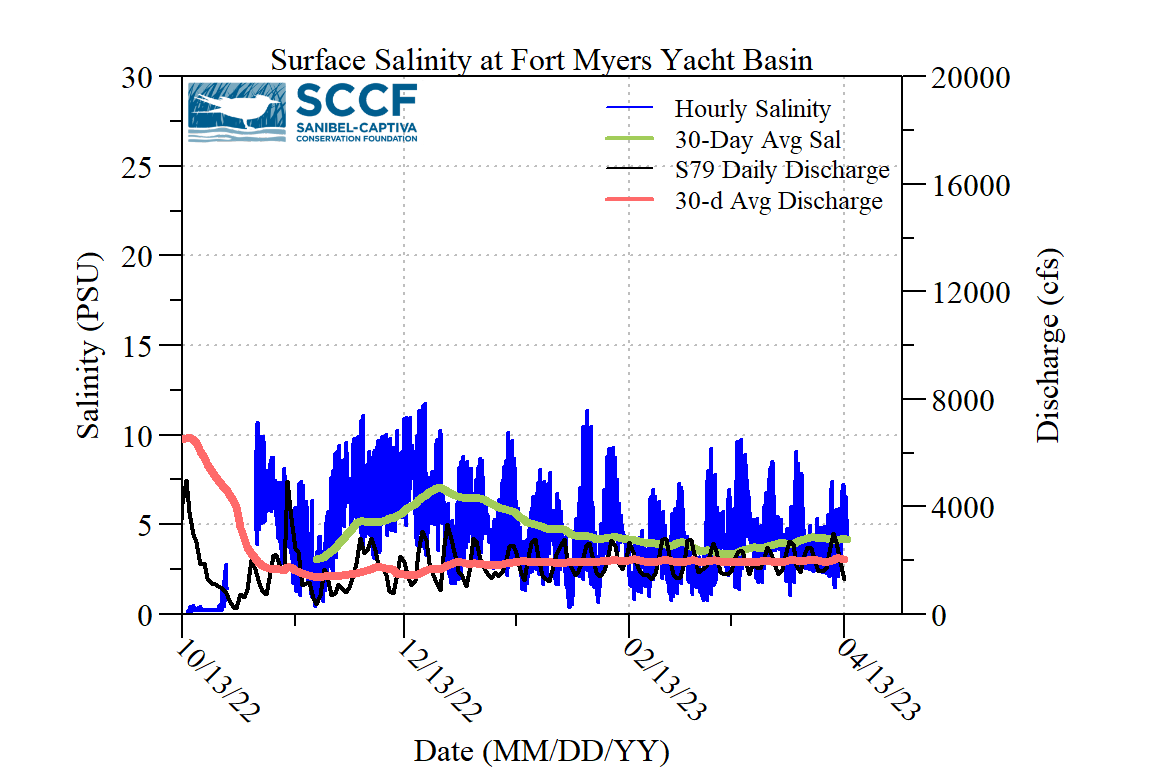 Surface Salinity at Fort Myers Yacht Basin
SCCF
SANIBEL-CAPTIVA
CONSERVATION FOUNDATION
Hourly Salinity
30-Day Avg Sal
S79 Daily Discharge
30-d Avg Discharge
Salinity (PSU)
30
25
20
15
10
5
0
20000
16000
12000
8000
4000
0
Discharge (cfs)
10/13/22
12/13/22
02/13/23
04/13/23
Date (MM/DD/YY)